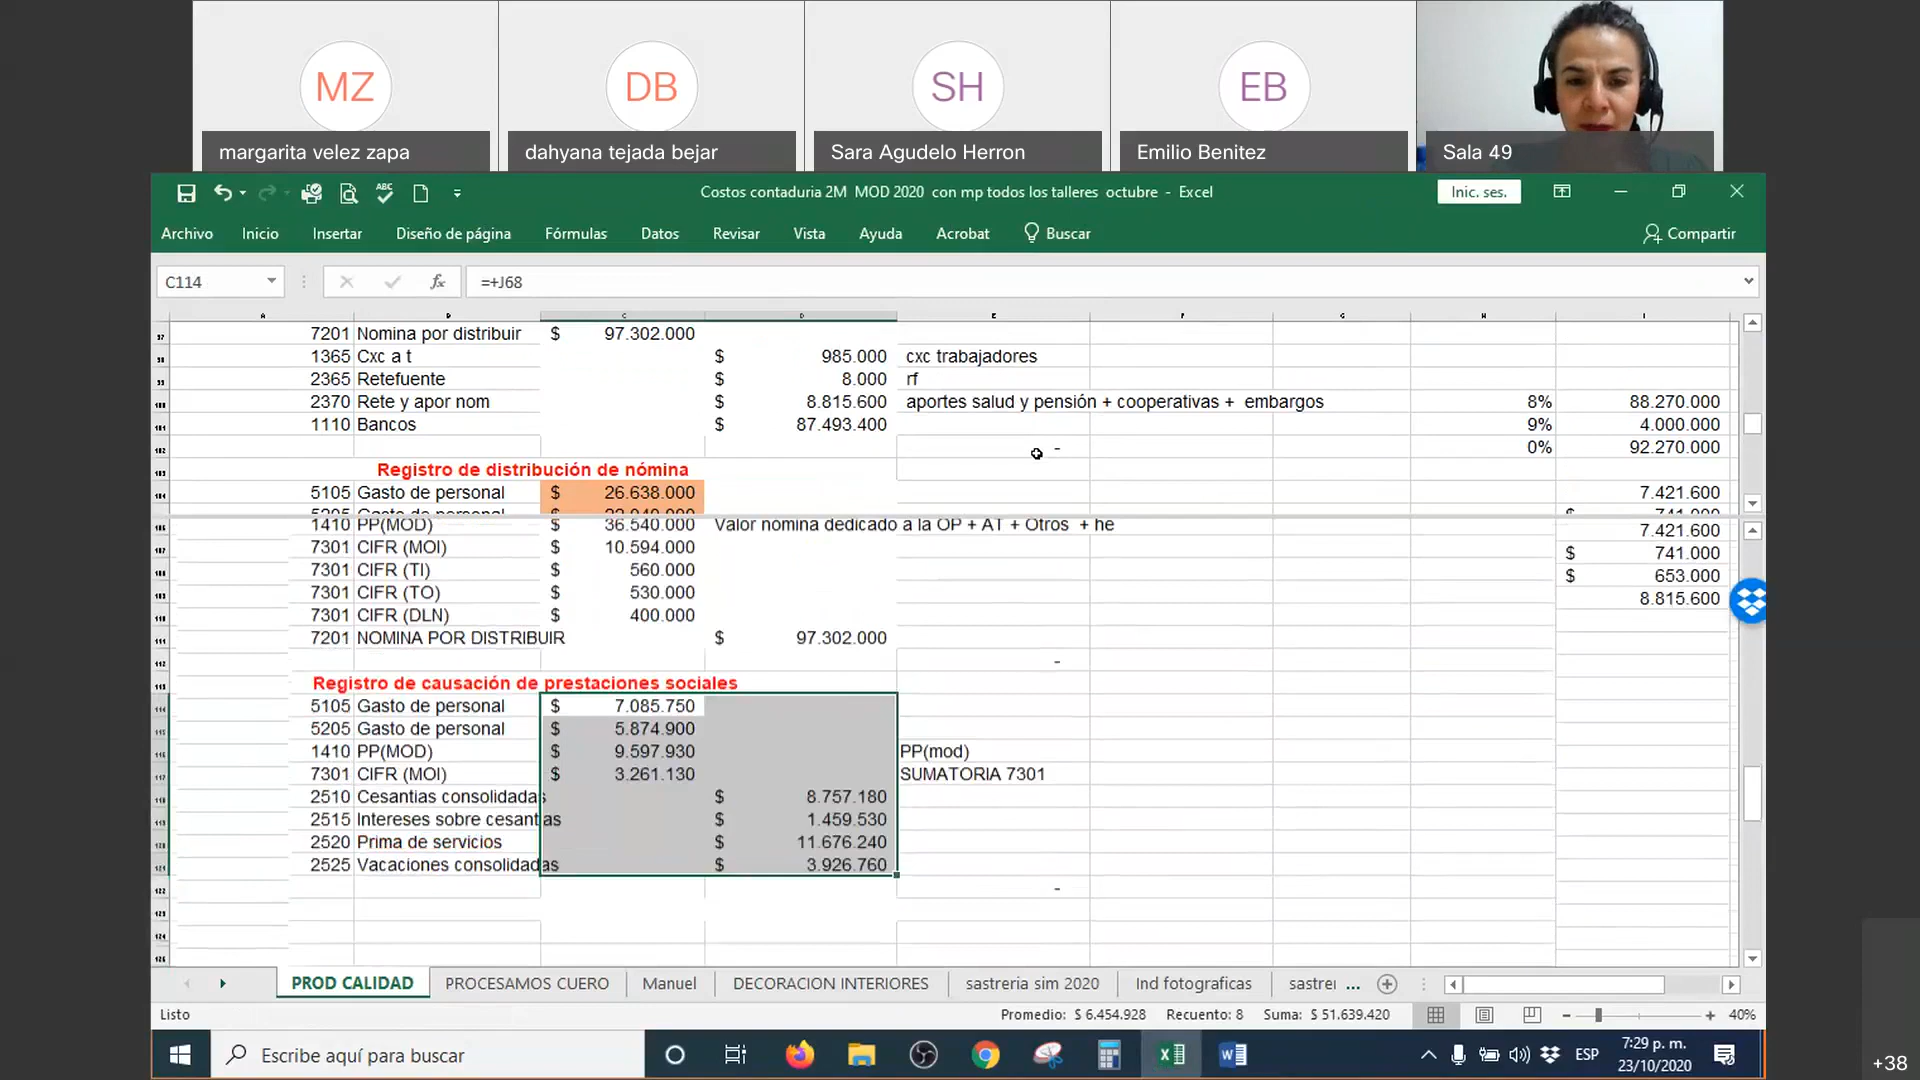 MZ DB SH EB
margarita velez zapa dahyana tejada bejar Sara Agudelo Herron Emilio Benitez Sala 49
ABC Costos contaduria 2M MOD 2020 con mp todos los talleres octubre - Excel Inic. ses.
Archivo Inicio Insertar Diseño de página Fórmulas Datos Revisar Vista Ayuda Acrobat Buscar Compartir
C114 fx =+J68
7201 Nomina por distribuir $ 97.302.000
1365 Cxc a t $ 985.000 cxc trabajadores
2365 Retefuente $ 8.000 rf
2370 Rete y apor nom $ 8.815.600 aportes salud y pensión + cooperativas + embargos 8% 88.270.000
1110 Bancos $ 87.493.400 9% 4.000.000
- 0% 92.270.000
Registro de distribución de nómina
5105 Gasto de personal $ 26.638.000 7.421.600
1410 PP(MOD) $ 36.540.000 Valor nomina dedicado a la OP + AT + Otros + he 7.421.600
7301 CIFR (MOI) $ 10.594.000 $ 741.000
7301 CIFR (TI) $ 560.000 $ 653.000
7301 CIFR (TO) $ 530.000 8.815.600
7301 CIFR (DLN) $ 400.000
7201 NOMINA POR DISTRIBUIR $ 97.302.000
-
Registro de causación de prestaciones sociales
5105 Gasto de personal $ 7.085.750
5205 Gasto de personal $ 5.874.900
1410 PP(MOD) $ 9.597.930 PP(mod)
7301 CIFR (MOI) $ 3.261.130 SUMATORIA 7301
2510 Cesantias consolidadas $ 8.757.180
2515 Intereses sobre cesantias $ 1.459.530
2520 Prima de servicios $ 11.676.240
2525 Vacaciones consolidadas $ 3.926.760
-
PROD CALIDAD PROCESAMOS CUERO Manuel DECORACION INTERIORES sastreria sim 2020 Ind fotograficas sastrei ...
Listo Promedio: $ 6.454.928 Recuento: 8 Suma: $ 51.639.420 40%
Escribe aquí para buscar ESP 7:29 p. m.
23/10/2020
+38